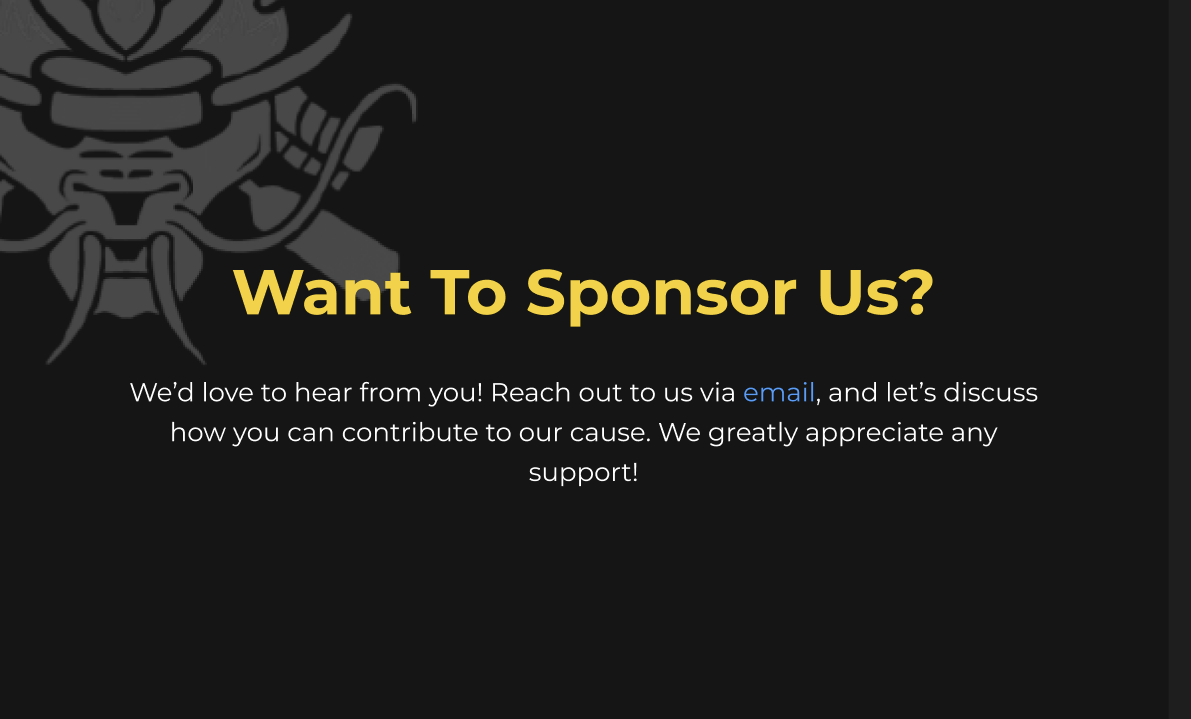 Want To Sponsor Us?
We’d love to hear from you! Reach out to us via email, and let’s discuss
how you can contribute to our cause. We greatly appreciate any
support!